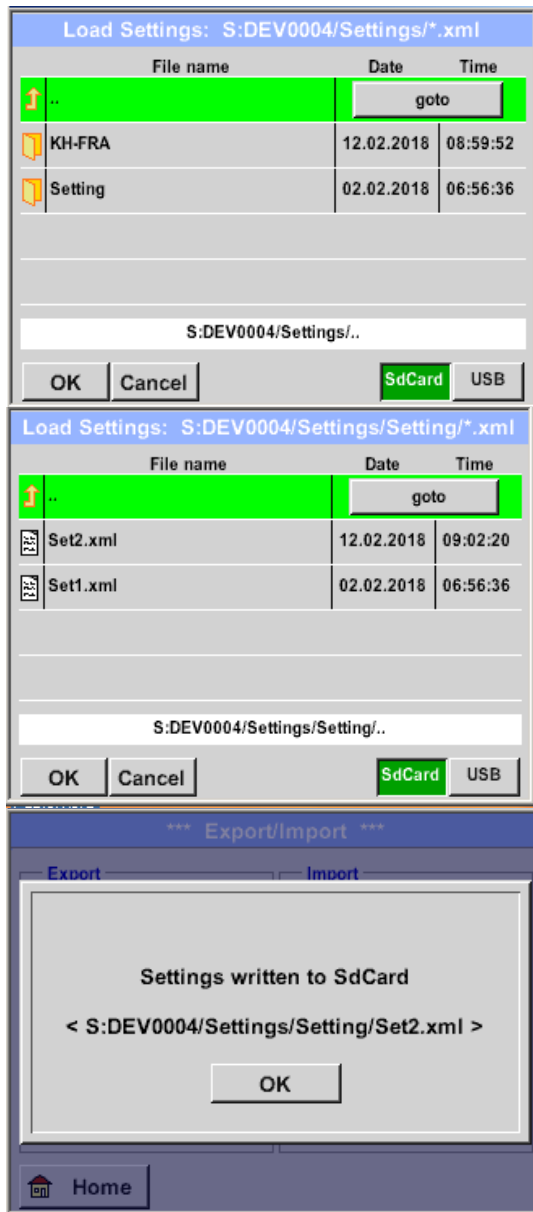 Load Settings: S:DEV0004/Settings/*.xml
File name Date Time
.. goto
KH-FRA 12.02.2018 08:59:52
Setting 02.02.2018 06:56:36
S:DEV0004/Settings/..
OK Cancel SdCard USB
Load Settings: S:DEV0004/Settings/Setting/*.xml
File name Date Time
.. goto
Set2.xml 12.02.2018 09:02:20
Set1.xml 02.02.2018 06:56:36
S:DEV0004/Settings/Setting/..
OK Cancel SdCard USB
*** Export/Import ***
Export Import
Settings written to SdCard
< S:DEV0004/Settings/Setting/Set2.xml >
OK
Home